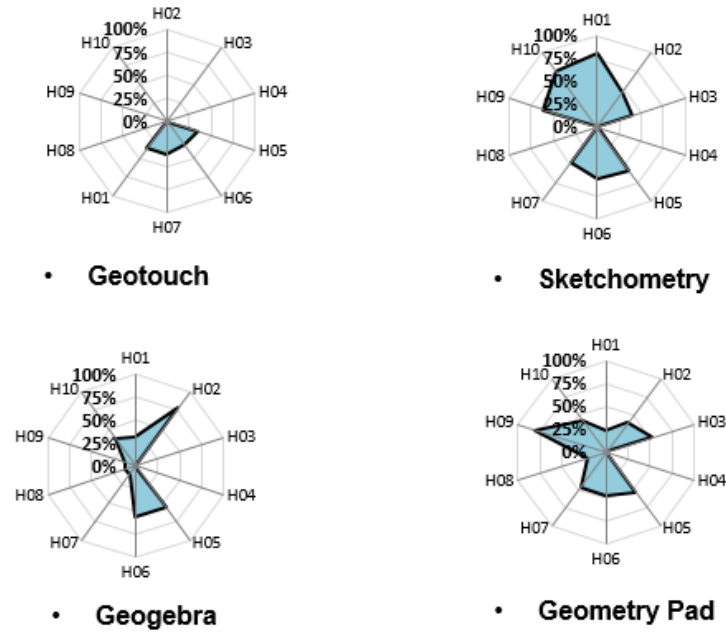 H02
100%
H10
H03
75%
50%
H09
H04
25%
0%
H08
H05
H01
H06
H07
• Geotouch
H01
100%
H10
H02
75%
50%
H09
H03
25%
0%
H08
H04
H07
H05
H06
• Sketchometry
H01
100%
H10
H02
75%
50%
H09
H03
25%
0%
H08
H04
H07
H05
H06
• Geogebra
H01
100%
H10
H02
75%
50%
H09
H03
25%
0%
H08
H04
H07
H05
H06
• Geometry Pad